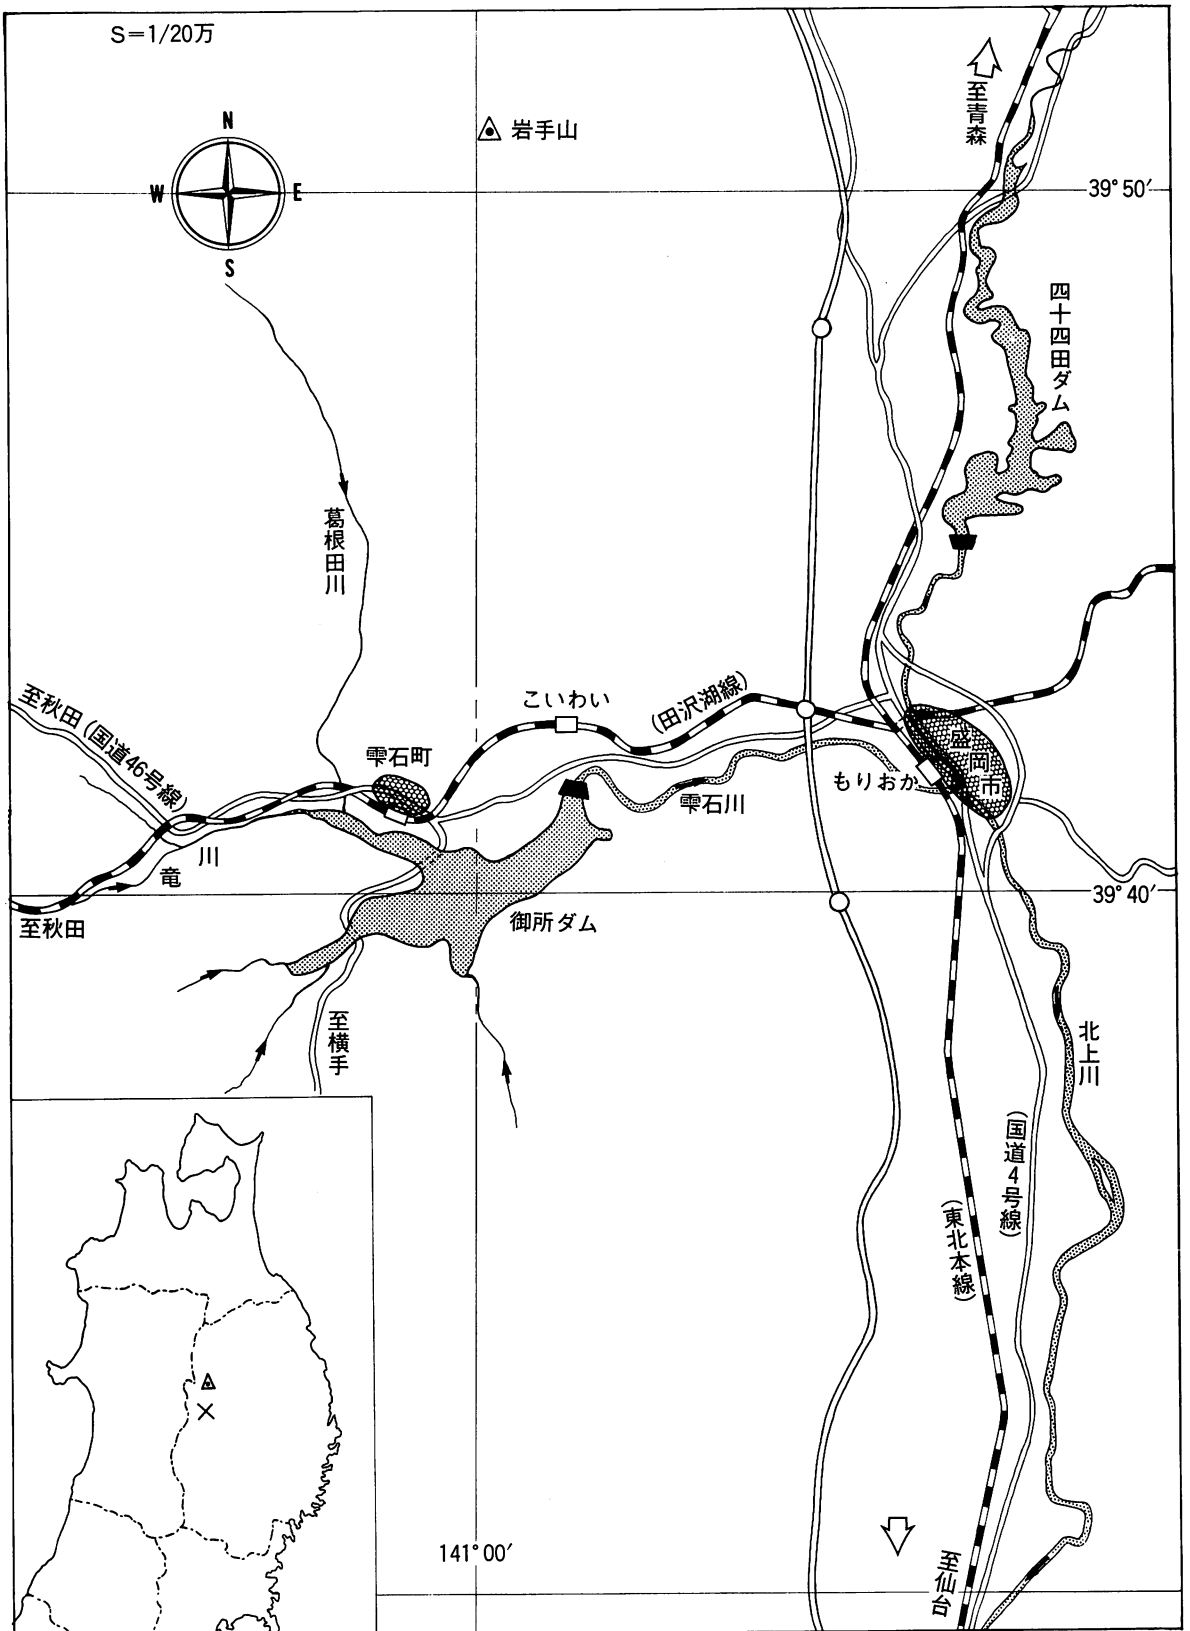 S＝1/20万
N
W
E
S
岩手山
至青森
39°50′
四十四田ダム
葛根田川
至秋田(国道46号線)
こいわい
(田沢湖線)
雫石町
盛岡市
もりおか
雫石川
竜川
39°40′
至秋田
御所ダム
至横手
北上川
(国道4号線)
(東北本線)
141°00′
至仙台